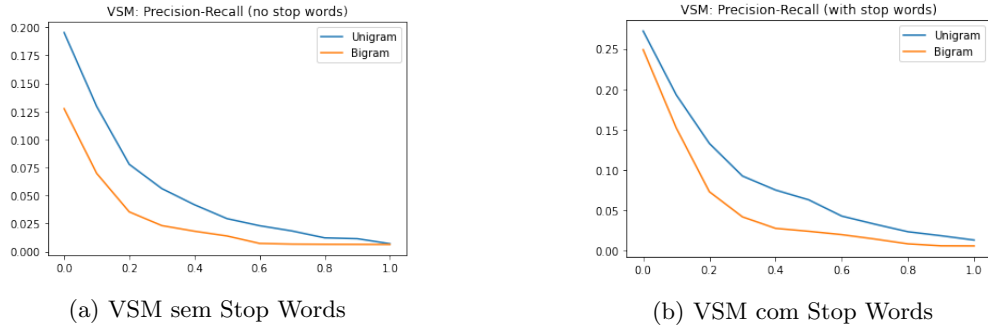 VSM: Precision-Recall (no stop words)
0.200
0.175
0.150
0.125
0.100
0.075
0.050
0.025
0.000
0.0 0.2 0.4 0.6 0.8 1.0
Unigram
Bigram
(a) VSM sem Stop Words
VSM: Precision-Recall (with stop words)
0.25
0.20
0.15
0.10
0.05
0.00
0.0 0.2 0.4 0.6 0.8 1.0
Unigram
Bigram
(b) VSM com Stop Words